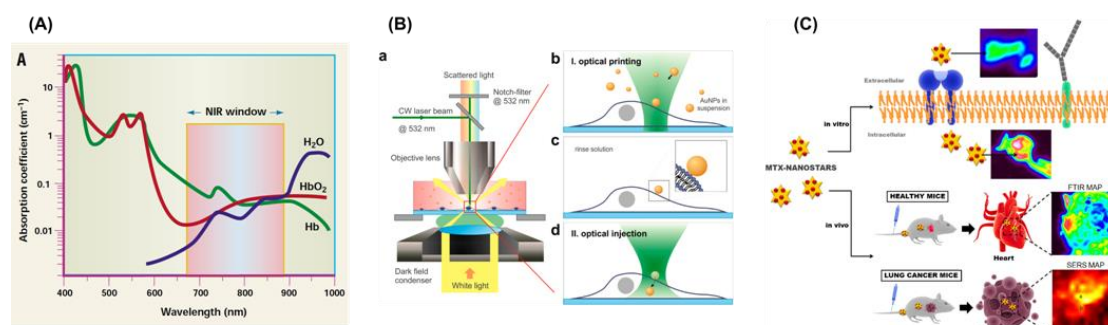 (A)
A
Absorption coefficient (cm⁻¹)
10
1
0.1
0.01
NIR window
H₂O
HbO₂
Hb
400 500 600 700 800 900 1000
Wavelength (nm)
(B)
a
Scattered light
Notch-filter
@ 532 nm
CW laser beam
@ 532 nm
Objective lens
Dark field
condenser
White light
b
I. optical printing
AuNPs in
suspension
c
rinse solution
d
II. optical injection
(C)
Extracellular
Intracellular
in vitro
MTX-NANOSTARS
in vivo
FTIR MAP
HEALTHY MICE
Heart
SERS MAP
LUNG CANCER MICE